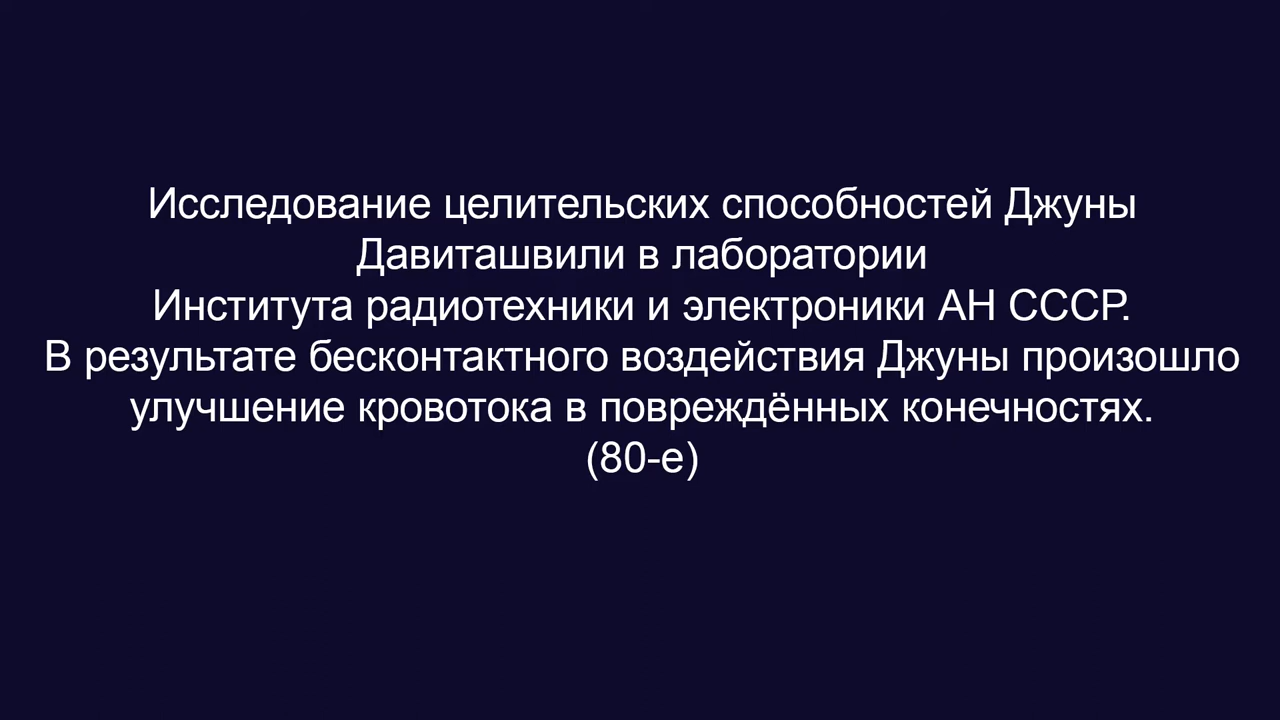 Исследование целительских способностей Джуны
Давиташвили в лаборатории
Института радиотехники и электроники АН СССР.
В результате бесконтактного воздействия Джуны произошло
улучшение кровотока в повреждённых конечностях.
(80-е)